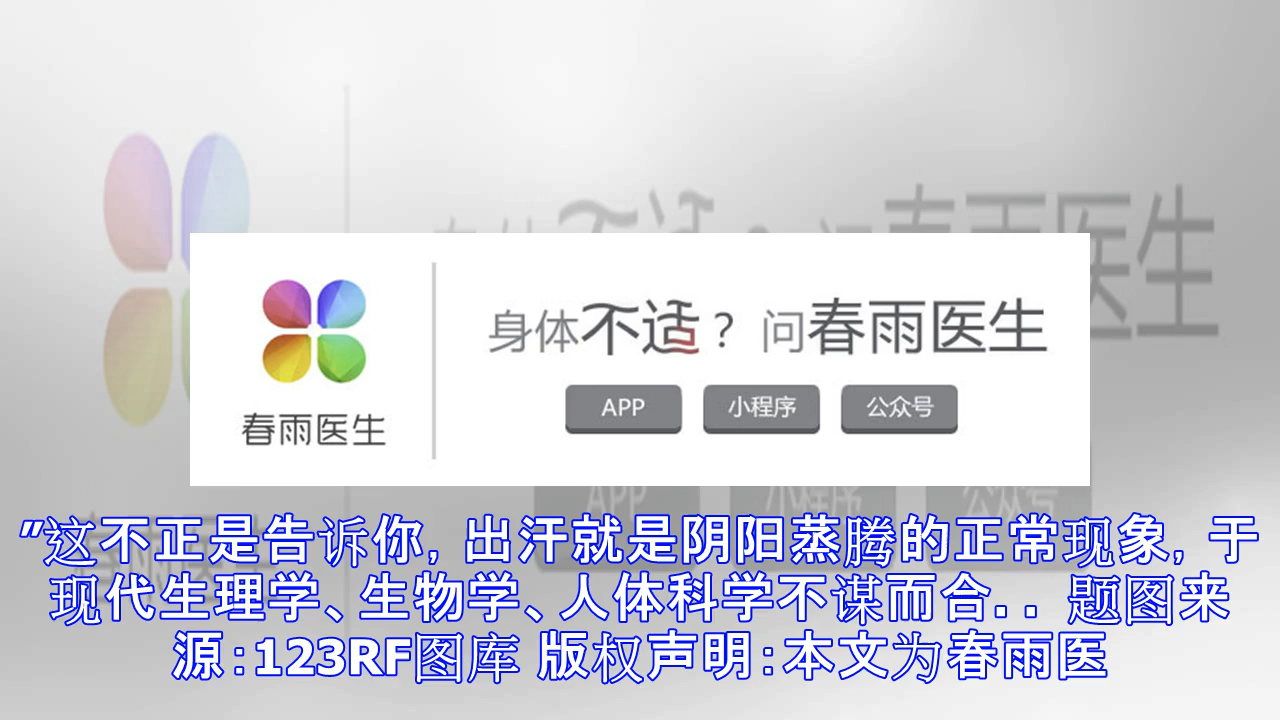 身体不适？ 问春雨医生
APP 小程序 公众号
春雨医生
"这不正是告诉你, 出汗就是阴阳蒸腾的正常现象, 于
现代生理学、生物学、人体科学不谋而合. . 题图来
源:123RF图库 版权声明:本文为春雨医